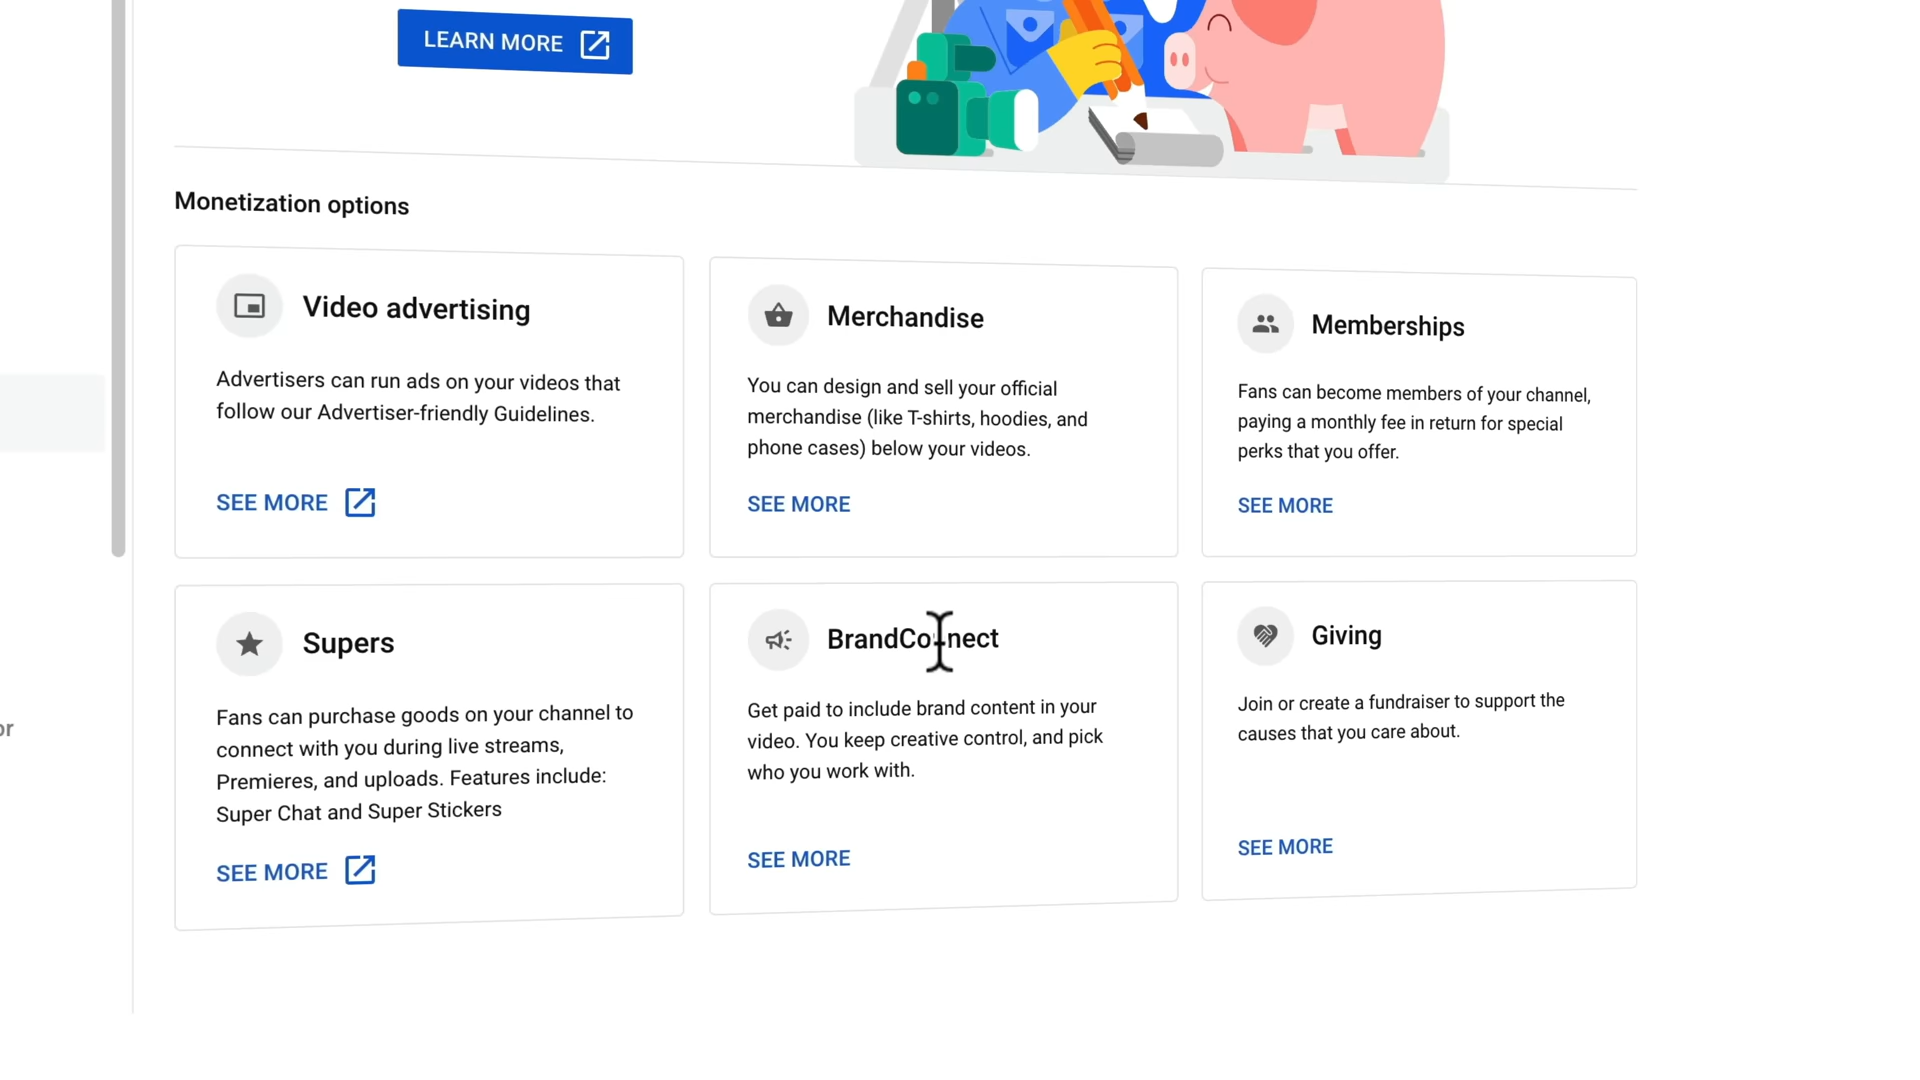 LEARN MORE
Monetization options
Video advertising
Advertisers can run ads on your videos that
follow our Advertiser-friendly Guidelines.
SEE MORE
Merchandise
You can design and sell your official
merchandise (like T-shirts, hoodies, and
phone cases) below your videos.
SEE MORE
Memberships
Fans can become members of your channel,
paying a monthly fee in return for special
perks that you offer.
SEE MORE
Supers
Fans can purchase goods on your channel to
connect with you during live streams,
Premieres, and uploads. Features include:
Super Chat and Super Stickers
SEE MORE
BrandConnect
Get paid to include brand content in your
video. You keep creative control, and pick
who you work with.
SEE MORE
Giving
Join or create a fundraiser to support the
causes that you care about.
SEE MORE